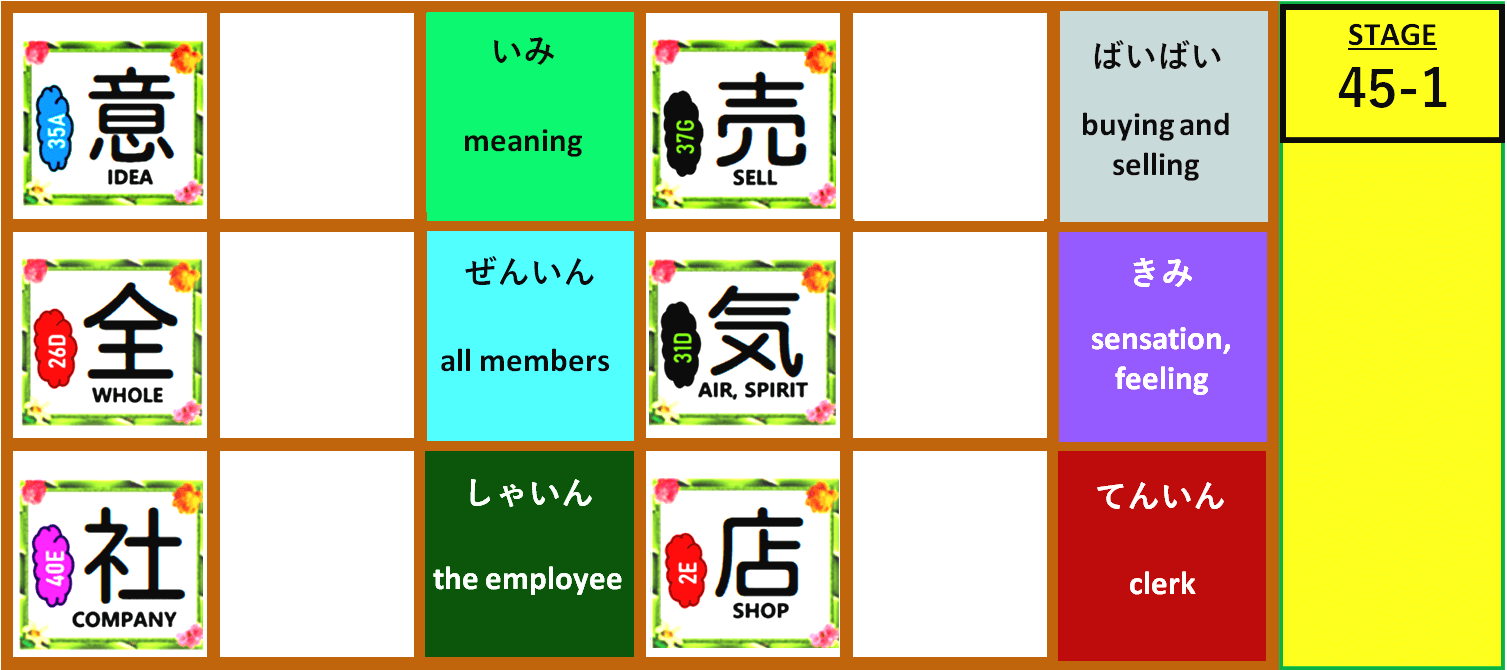 35A
意
IDEA
いみ
meaning
37G
売
SELL
ばいばい
buying and
selling
STAGE
45-1
26D
全
WHOLE
ぜんいん
all members
31D
気
AIR, SPIRIT
きみ
sensation,
feeling
40E
社
COMPANY
しゃいん
the employee
2E
店
SHOP
てんいん
clerk